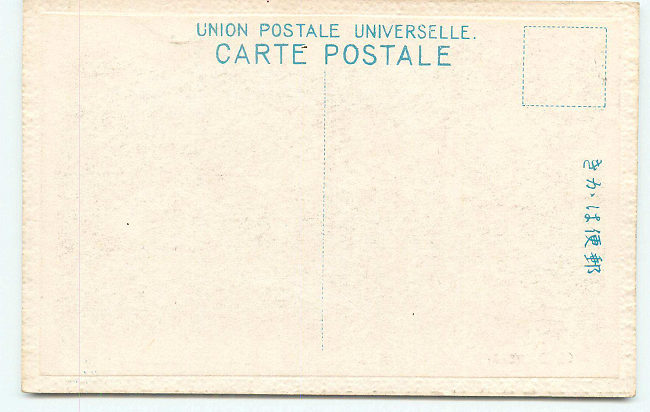 UNION POSTALE UNIVERSELLE.
CARTE POSTALE
郵便はかき